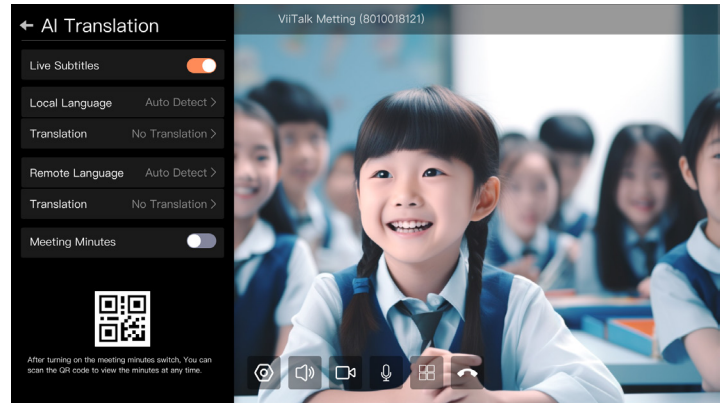 AI Translation
ViiTalk Metting (8010018121)
Live Subtitles
Local Language Auto Detect >
Translation No Translation >
Remote Language Auto Detect >
Translation No Translation >
Meeting Minutes
After turning on the meeting minutes switch, You can
scan the QR code to view the minutes at any time.